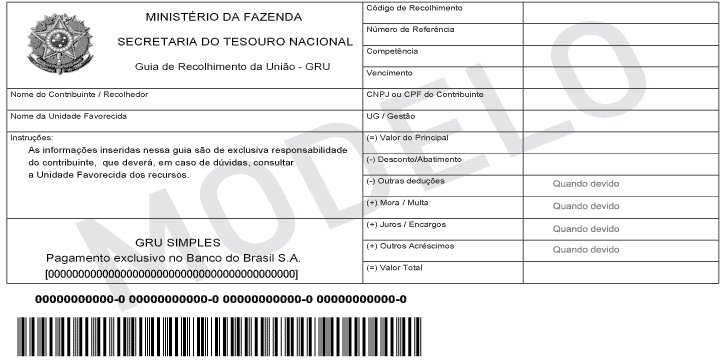 MINISTÉRIO DA FAZENDA
SECRETARIA DO TESOURO NACIONAL
Guia de Recolhimento da União - GRU
Código de Recolhimento
Número de Referência
Competência
Vencimento
Nome do Contribuinte / Recolhedor
CNPJ ou CPF do Contribuinte
Nome da Unidade Favorecida
UG / Gestão
Instruções:
As informações inseridas nessa guia são de exclusiva responsabilidade
do contribuinte, que deverá, em caso de dúvidas, consultar
a Unidade Favorecida dos recursos.
(=) Valor do Principal
(-) Desconto/Abatimento
(-) Outras deduções Quando devido
(+) Mora / Multa Quando devido
(+) Juros / Encargos Quando devido
(+) Outros Acréscimos Quando devido
(=) Valor Total
GRU SIMPLES
Pagamento exclusivo no Banco do Brasil S.A.
00000000000-0 00000000000-0 00000000000-0 00000000000-0
MODELO